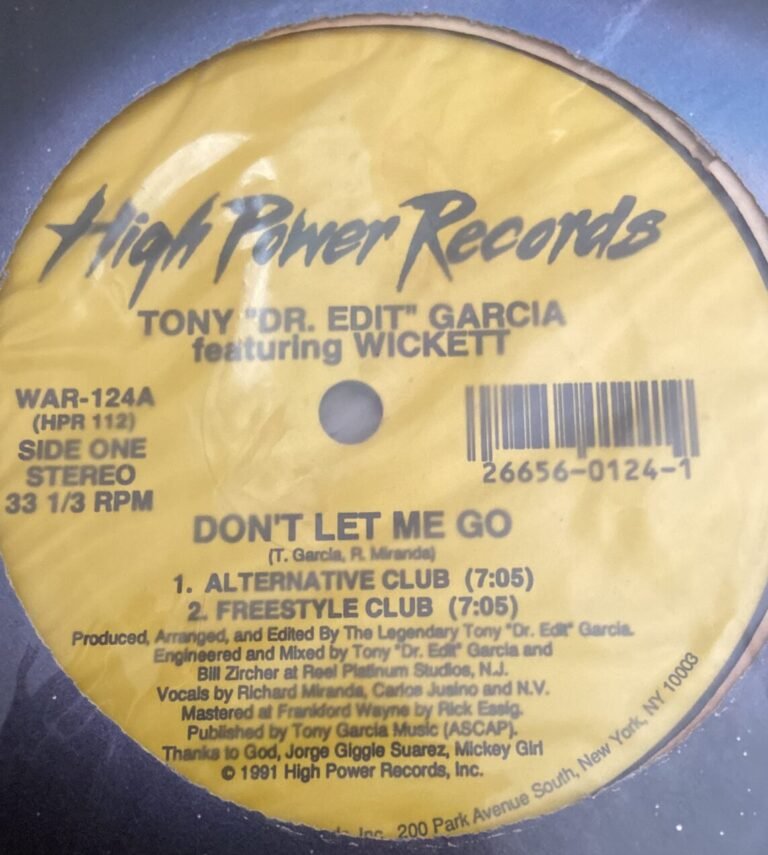 High Power Records
TONY "DR. EDIT" GARCIA
featuring WICKETT
WAR-124A
(HPR 112)
SIDE ONE
STEREO
33 1/3 RPM
26656-0124-1
DON'T LET ME GO
(T. Garcia, R. Miranda)
1. ALTERNATIVE CLUB (7:05)
2. FREESTYLE CLUB (7:05)
Produced, Arranged, and Edited By The Legendary Tony "Dr. Edit" Garcia.
Engineered and Mixed by Tony "Dr. Edit" Garcia and
Bill Zircher at Reel Platinum Studios, N.J.
Vocals by Richard Miranda, Carlos Jusino and N.V.
Mastered at Frankford Wayne by Rick Essig.
Published by Tony Garcia Music (ASCAP).
Thanks to God, Jorge Giggie Suarez, Mickey Girl
© 1991 High Power Records, Inc.
Inc. 200 Park Avenue South, New York, NY 10003